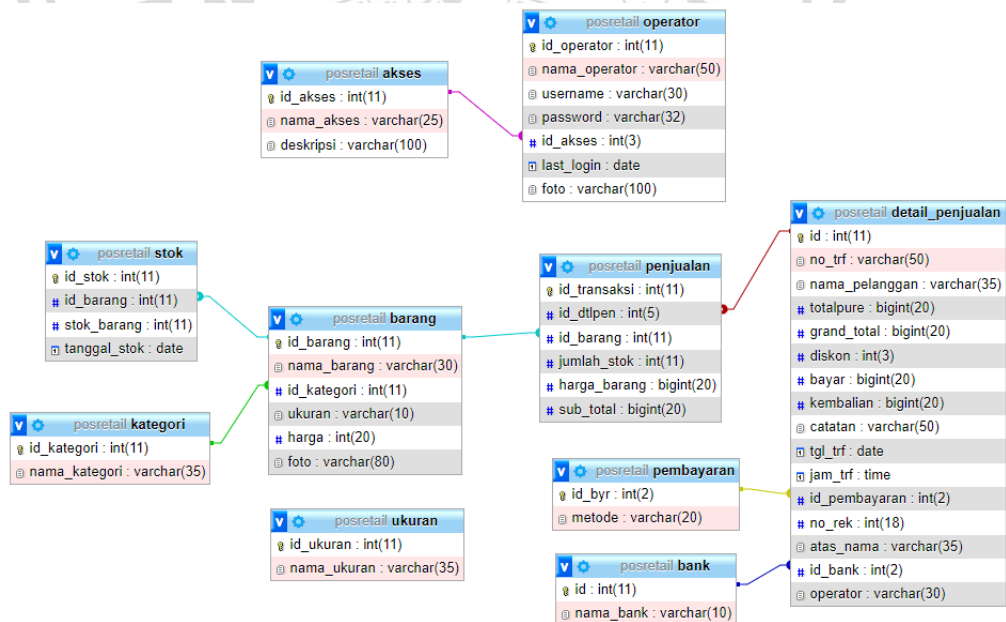 posretail operator
id_operator : int(11)
nama_operator : varchar(50)
username : varchar(30)
password : varchar(32)
id_akses : int(3)
last_login : date
foto : varchar(100)
posretail akses
id_akses : int(11)
nama_akses : varchar(25)
deskripsi : varchar(100)
posretail detail_penjualan
id : int(11)
no_trf : varchar(50)
nama_pelanggan : varchar(35)
totalpure : bigint(20)
grand_total : bigint(20)
diskon : int(3)
bayar : bigint(20)
kembalian : bigint(20)
catatan : varchar(50)
tgl_trf : date
jam_trf : time
id_pembayaran : int(2)
no_rek : int(18)
atas_nama : varchar(35)
id_bank : int(2)
operator : varchar(30)
posretail stok
id_stok : int(11)
id_barang : int(11)
stok_barang : int(11)
tanggal_stok : date
posretail penjualan
id_transaksi : int(11)
id_dtlpen : int(5)
id_barang : int(11)
jumlah_stok : int(11)
harga_barang : bigint(20)
sub_total : bigint(20)
posretail barang
id_barang : int(11)
nama_barang : varchar(30)
id_kategori : int(11)
ukuran : varchar(10)
harga : int(20)
foto : varchar(80)
posretail kategori
id_kategori : int(11)
nama_kategori : varchar(35)
posretail pembayaran
id_byr : int(2)
metode : varchar(20)
posretail ukuran
id_ukuran : int(11)
nama_ukuran : varchar(35)
posretail bank
id : int(11)
nama_bank : varchar(10)